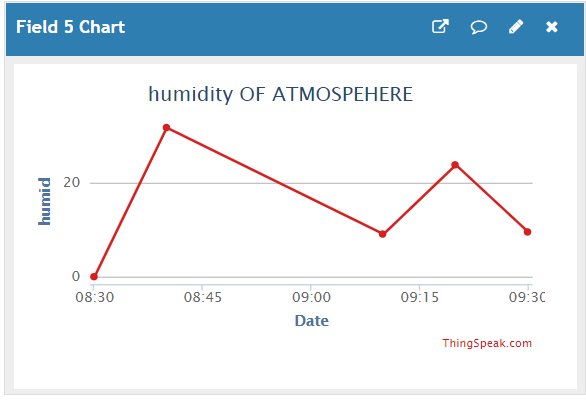 Field 5 Chart
humidity OF ATMOSPEHERE
humid
20
0
08:30 08:45 09:00 09:15 09:30
Date
ThingSpeak.com